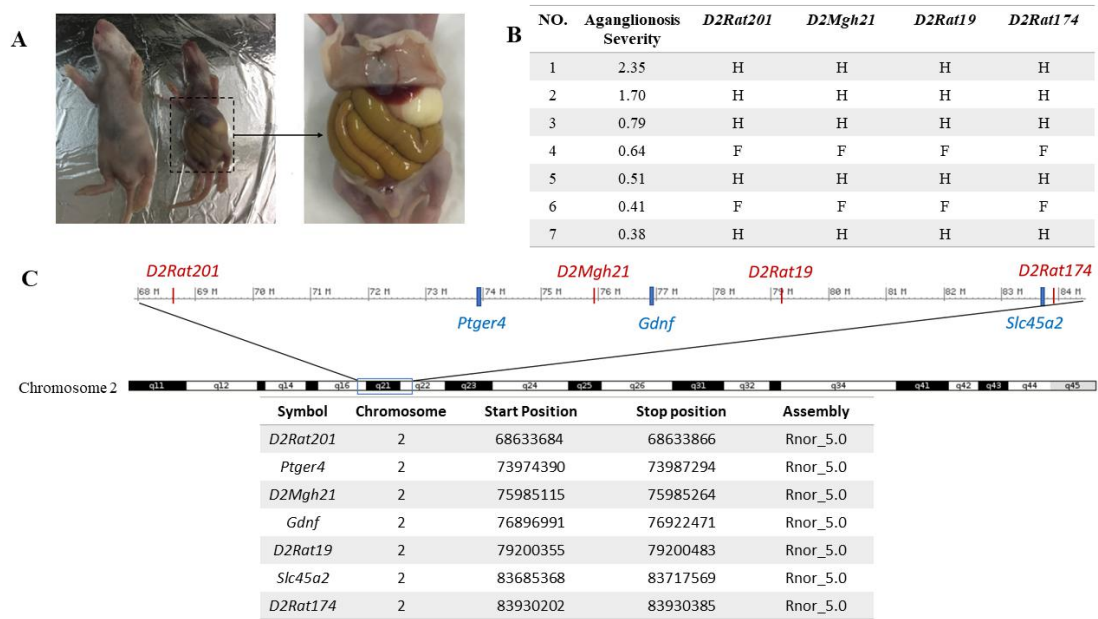 A
B
NO. Aganglionosis Severity D2Rat201 D2Mgh21 D2Rat19 D2Rat174
1 2.35 H H H H
2 1.70 H H H H
3 0.79 H H H H
4 0.64 F F F F
5 0.51 H H H H
6 0.41 F F F F
7 0.38 H H H H
C
D2Rat201 D2Mgh21 D2Rat19 D2Rat174
68 M 69 M 70 M 71 M 72 M 73 M 74 M 75 M 76 M 77 M 78 M 79 M 80 M 81 M 82 M 83 M 84 M
Ptger4 Gdnf Slc45a2
Chromosome 2 q11 q12 q14 q16 q21 q22 q23 q24 q25 q26 q31 q32 q34 q41 q42 q43 q44 q45
Symbol Chromosome Start Position Stop position Assembly
D2Rat201 2 68633684 68633866 Rnor_5.0
Ptger4 2 73974390 73987294 Rnor_5.0
D2Mgh21 2 75985115 75985264 Rnor_5.0
Gdnf 2 76896991 76922471 Rnor_5.0
D2Rat19 2 79200355 79200483 Rnor_5.0
Slc45a2 2 83685368 83717569 Rnor_5.0
D2Rat174 2 83930202 83930385 Rnor_5.0